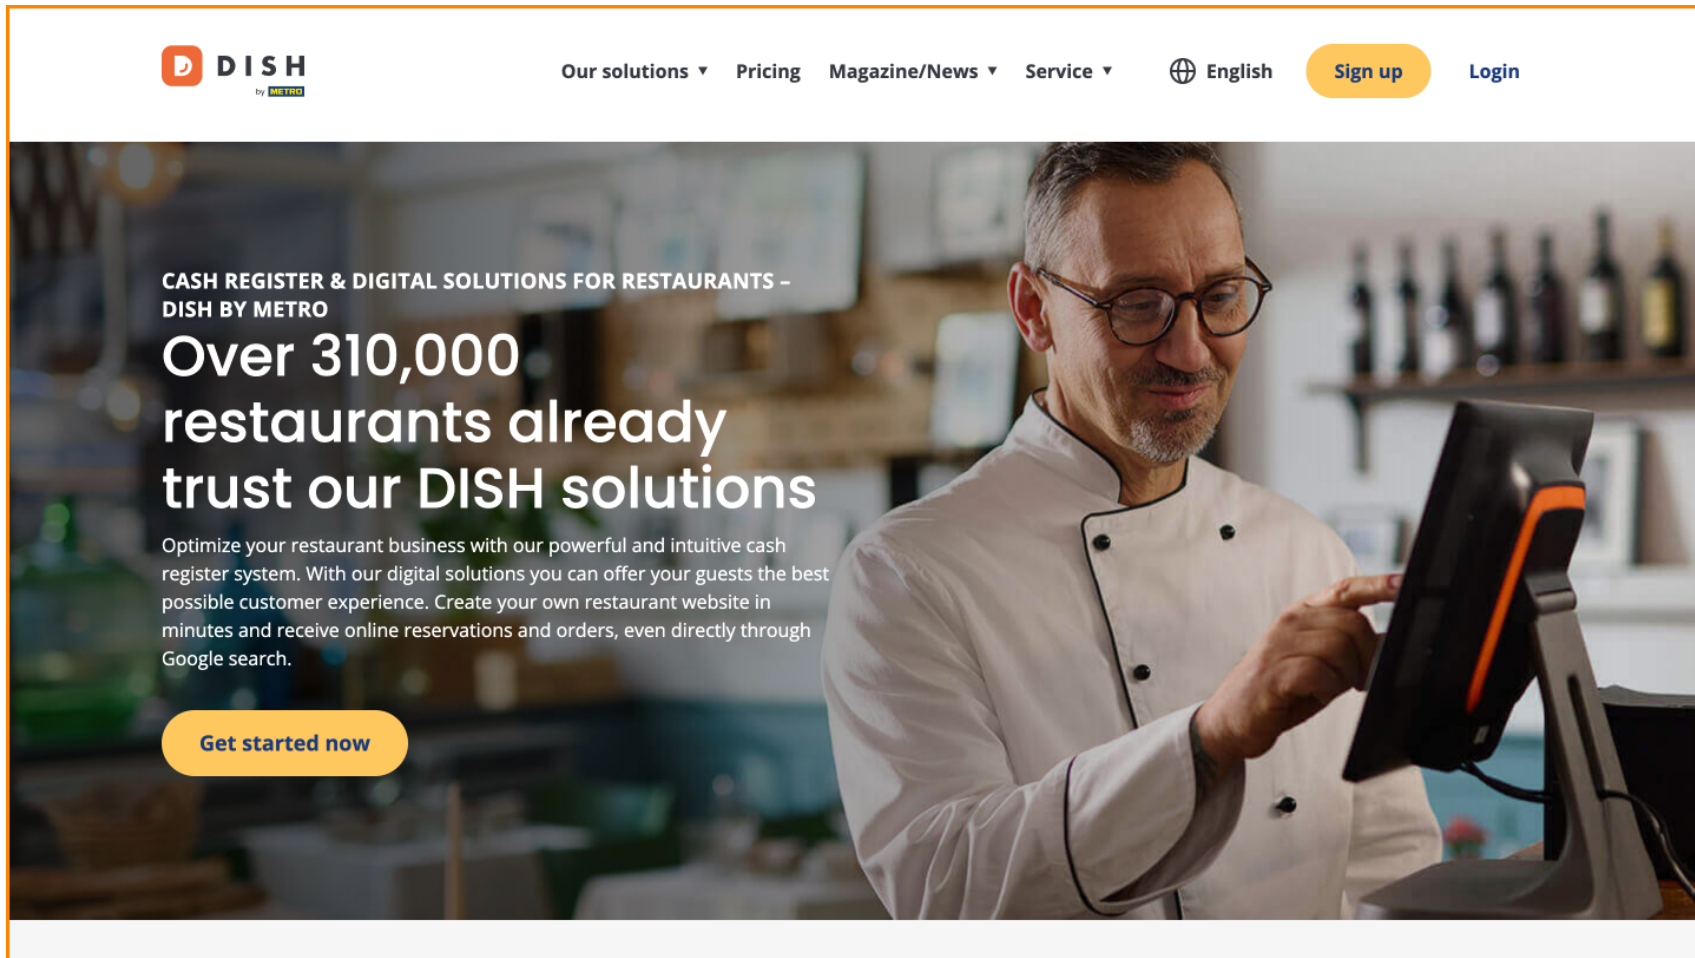 DISH
by METRO
Our solutions ▼ Pricing Magazine/News ▼ Service ▼ English Sign up Login
CASH REGISTER & DIGITAL SOLUTIONS FOR RESTAURANTS –
DISH BY METRO
Over 310,000
restaurants already
trust our DISH solutions
Optimize your restaurant business with our powerful and intuitive cash
register system. With our digital solutions you can offer your guests the best
possible customer experience. Create your own restaurant website in
minutes and receive online reservations and orders, even directly through
Google search.
Get started now